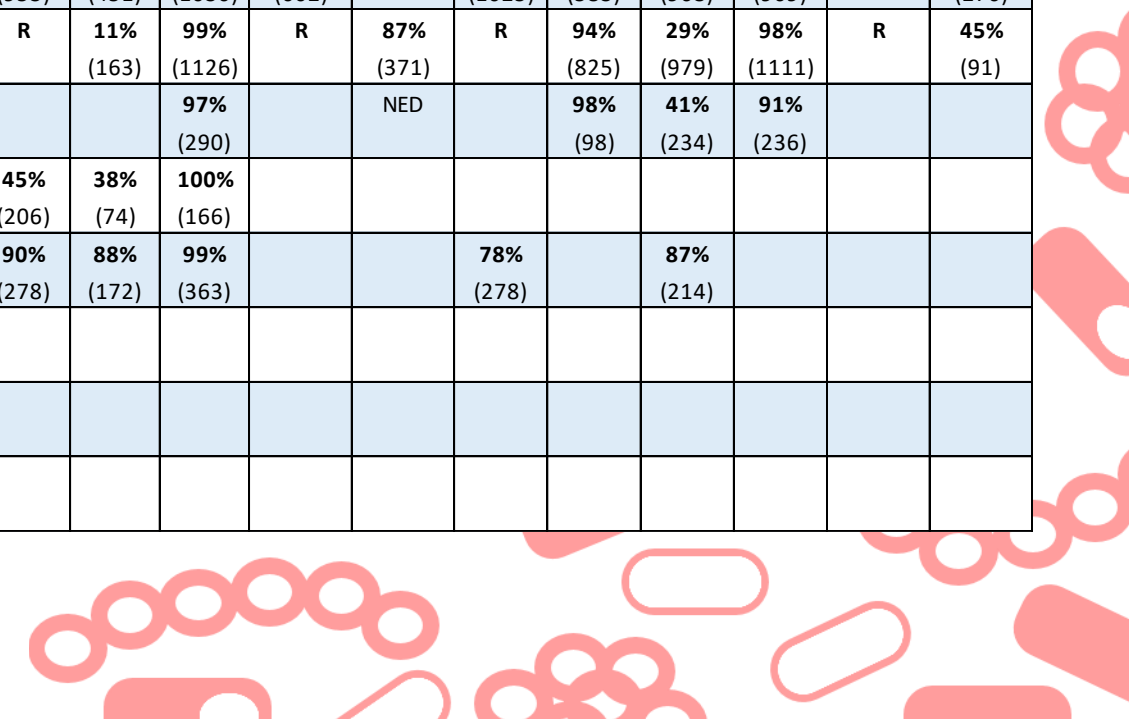 R 11% 99% R 87% R 94% 29% 98% R 45%
(163) (1126) (371) (825) (979) (1111) (91)
97% NED 98% 41% 91%
(290) (98) (234) (236)
45% 38% 100%
206) (74) (166)
90% 88% 99% 78% 87%
278) (172) (363) (278) (214)